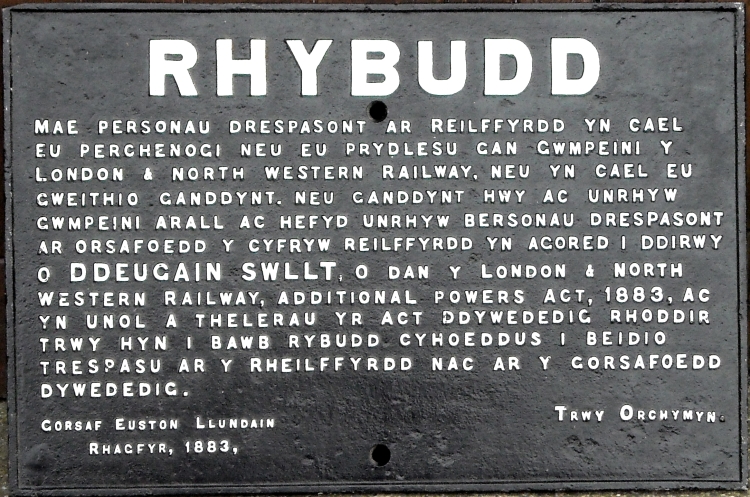 RHYBUDD
MAE PERSONAU DRESPASONT AR REILFFYRDD YN CAEL
EU PERCHENOGI NEU EU PRYDLESU GAN GWMPEINI Y
LONDON & NORTH WESTERN RAILWAY, NEU YN CAEL EU
GWEITHIO GANDDYNT. NEU GANDDYNT HWY AC UNRHYW
GWMPEINI ARALL AC HEFYD UNRHYW BERSONAU DRESPASONT
AR ORSAFOEDD Y CYFRYW REILFFYRDD YN AGORED I DDIRWY
O DDEUGAIN SWLLT, O DAN Y LONDON & NORTH
WESTERN RAILWAY, ADDITIONAL POWERS ACT, 1883, AC
YN UNOL A THELERAU YR ACT DDYWEDEDIG RHODDIR
TRWY HYN I BAWB RYBUDD CYHOEDDUS I BEIDIO
TRESPASU AR Y RHEILFFYRDD NAC AR Y GORSAFOEDD
DYWEDEDIG.
GORSAF EUSTON LLUNDAIN
TRWY ORCHYMYN.
RHAGFYR, 1883,